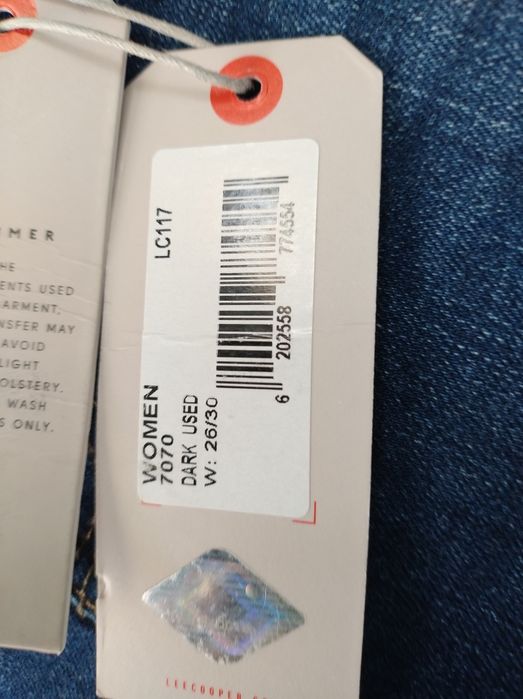 MMER
HE
ENTS USED
ARMENT,
NSFER MAY
AVOID
LIGHT
OLSTERY.
WASH
S ONLY.
LC117
WOMEN
7070
DARK USED
W: 26/30
6 202558 774554
LEECOOPER